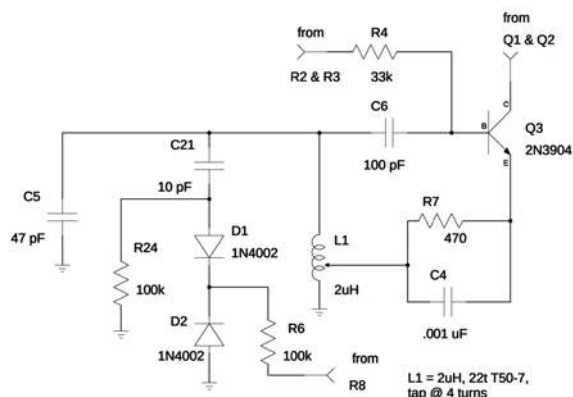 from
Q1 & Q2
from
R4
R2 & R3
33k
C
C6
B
Q3
2N3904
E
100 pF
C21
10 pF
C5
47 pF
R24
100k
D1
1N4002
L1
2uH
R7
470
C4
.001 uF
D2
1N4002
R6
100k
from
R8
L1 = 2uH, 22t T50-7,
tap @ 4 turns